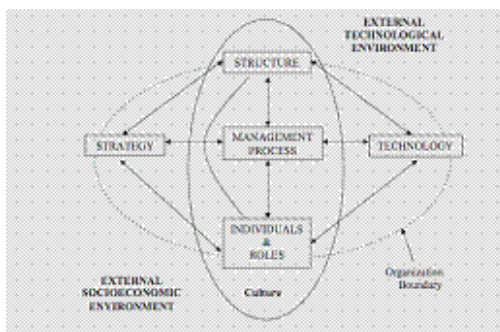 EXTERNAL
TECHNOLOGICAL
ENVIRONMENT
STRUCTURE
STRATEGY
MANAGEMENT
PROCESS
TECHNOLOGY
INDIVIDUALS
&
ROLES
EXTERNAL
SOCIOECONOMIC
ENVIRONMENT
Culture
Organization
Boundary